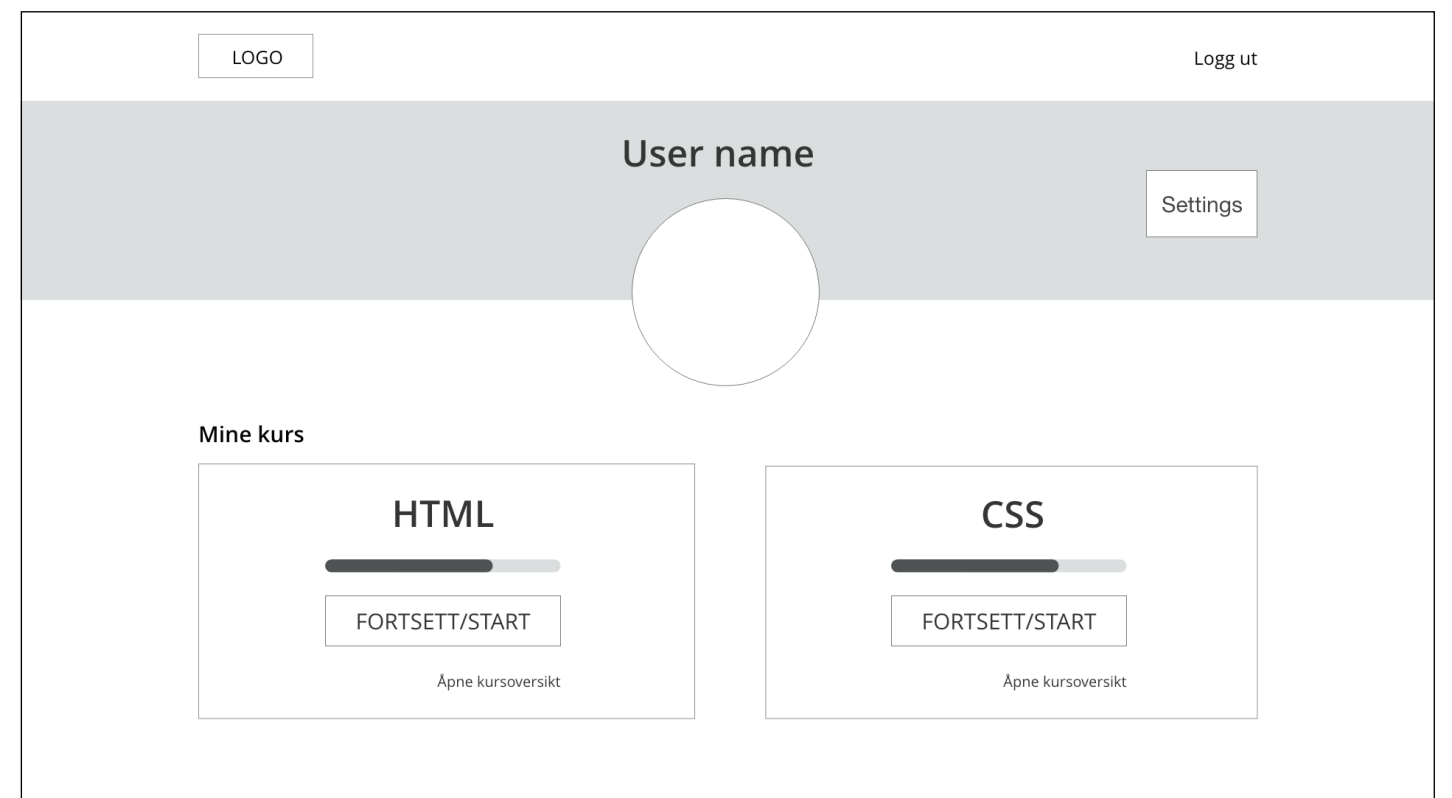 LOGO
Logg ut
User name
Settings
Mine kurs
HTML
FORTSETT/START
Åpne kursoversikt
CSS
FORTSETT/START
Åpne kursoversikt